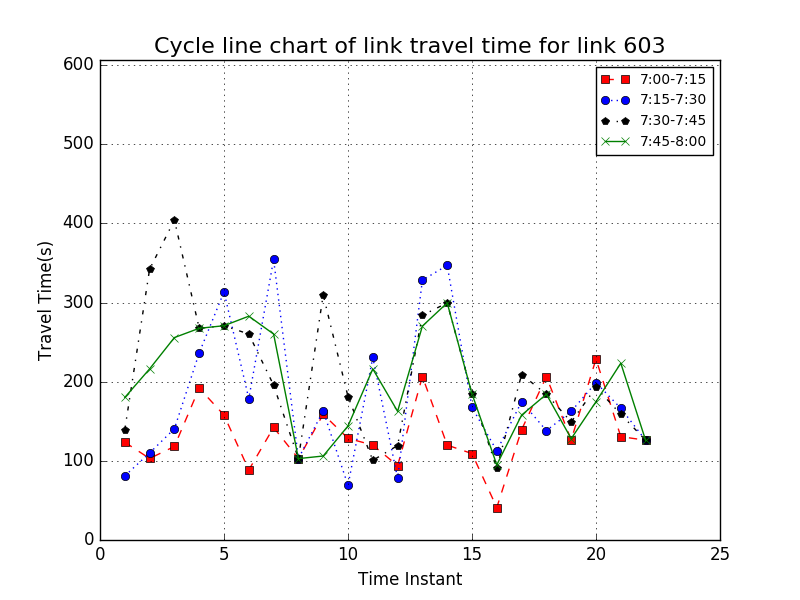 Cycle line chart of link travel time for link 603
600
500
400
300
200
100
0
Travel Time(s)
7:00-7:15
7:15-7:30
7:30-7:45
7:45-8:00
0 5 10 15 20 25
Time Instant